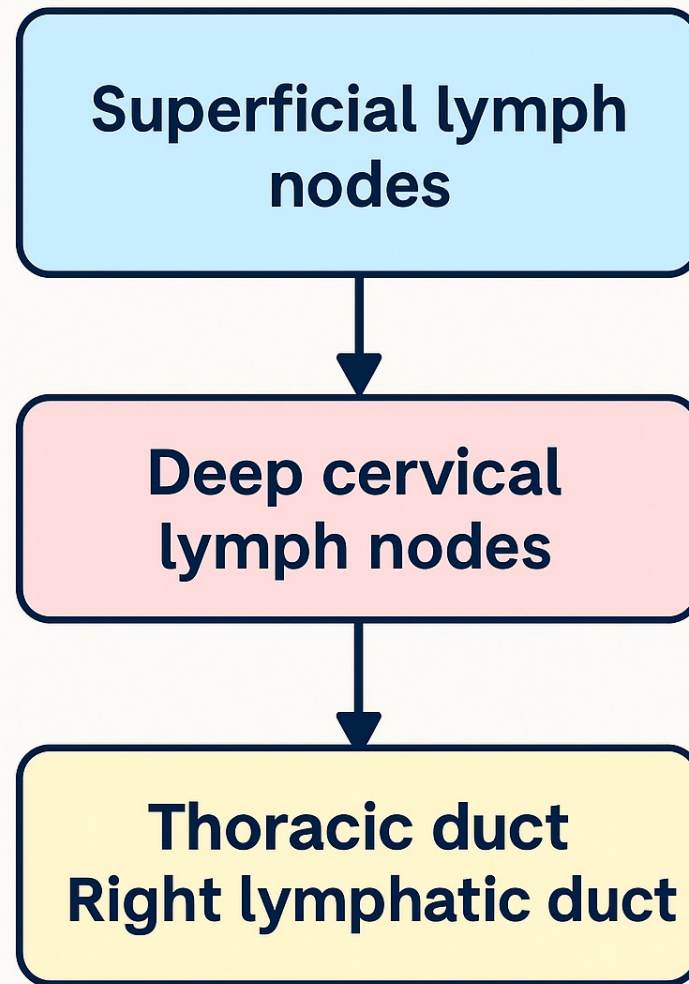 Superficial lymph
nodes
Deep cervical
lymph nodes
Thoracic duct
Right lymphatic duct